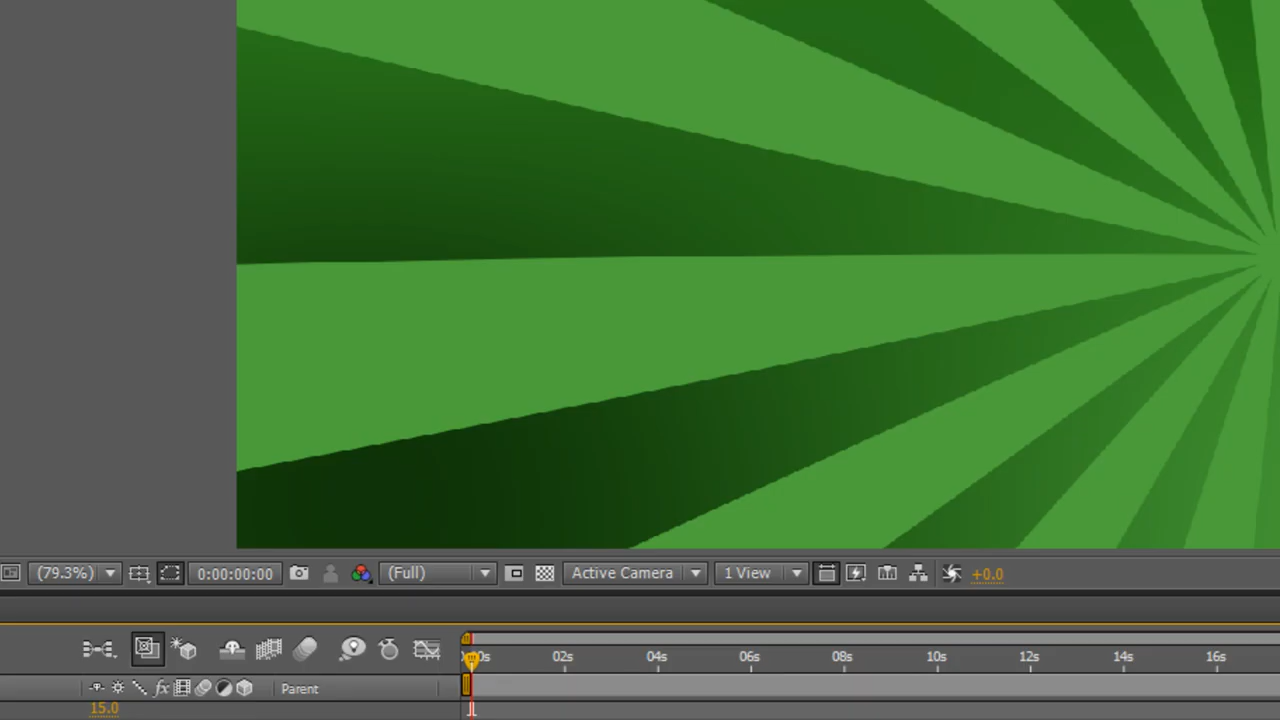 (79.3%) 0:00:00:00 (Full) Active Camera 1 View +0.0
02s 04s 06s 08s 10s 12s 14s 16s
fx Parent
15.0